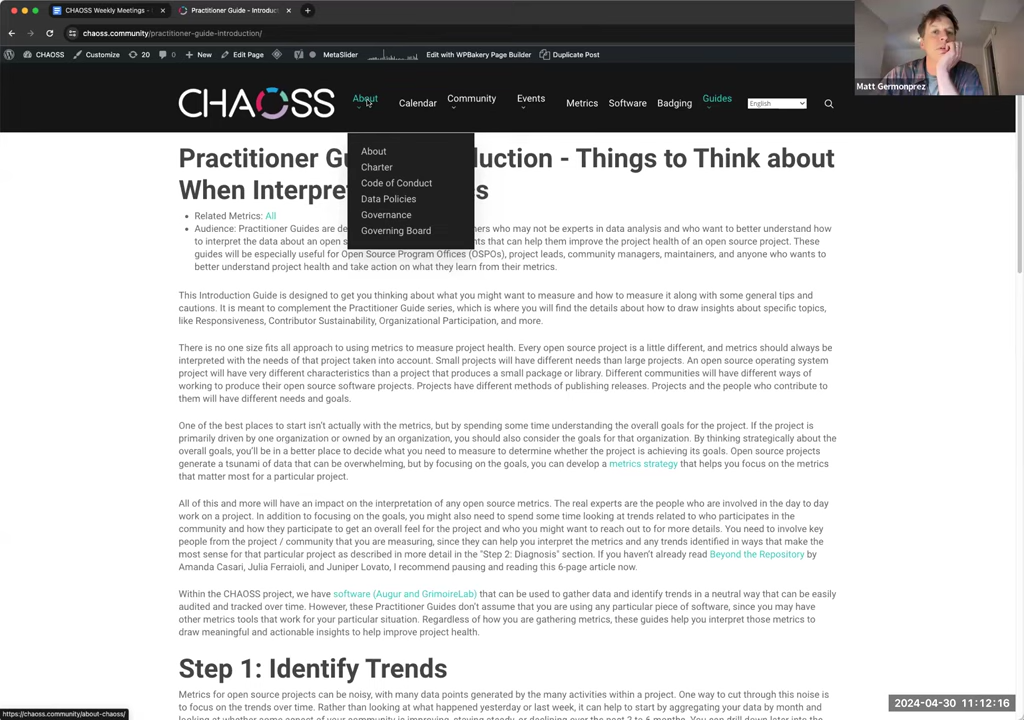 CHAOSS Weekly Meetings -
Practitioner Guide - Introduc
chaoss.community/practitioner-guide-introduction/
CHAOSS
Customize
20
0
New
Edit Page
MetaSlider
Edit with WPBakery Page Builder
Duplicate Post
Matt Germonprez
CHAOSS
About
Calendar
Community
Events
Metrics
Software
Badging
Guides
English
About
Charter
Code of Conduct
Data Policies
Governance
Governing Board
Practitioner Gu duction - Things to Think about
When Interpret s
• Related Metrics: All
• Audience: Practitioner Guides are de ners who may not be experts in data analysis and who want to better understand how
to interpret the data about an open s nts that can help them improve the project health of an open source project. These
guides will be especially useful for Open Source Program Offices (OSPOs), project leads, community managers, maintainers, and anyone who wants to
better understand project health and take action on what they learn from their metrics.
This Introduction Guide is designed to get you thinking about what you might want to measure and how to measure it along with some general tips and
cautions. It is meant to complement the Practitioner Guide series, which is where you will find the details about how to draw insights about specific topics,
like Responsiveness, Contributor Sustainability, Organizational Participation, and more.
There is no one size fits all approach to using metrics to measure project health. Every open source project is a little different, and metrics should always be
interpreted with the needs of that project taken into account. Small projects will have different needs than large projects. An open source operating system
project will have very different characteristics than a project that produces a small package or library. Different communities will have different ways of
working to produce their open source software projects. Projects have different methods of publishing releases. Projects and the people who contribute to
them will have different needs and goals.
One of the best places to start isn't actually with the metrics, but by spending some time understanding the overall goals for the project. If the project is
primarily driven by one organization or owned by an organization, you should also consider the goals for that organization. By thinking strategically about the
overall goals, you'll be in a better place to decide what you need to measure to determine whether the project is achieving its goals. Open source projects
generate a tsunami of data that can be overwhelming, but by focusing on the goals, you can develop a metrics strategy that helps you focus on the metrics
that matter most for a particular project.
All of this and more will have an impact on the interpretation of any open source metrics. The real experts are the people who are involved in the day to day
work on a project. In addition to focusing on the goals, you might also need to spend some time looking at trends related to who participates in the
community and how they participate to get an overall feel for the project and who you might want to reach out to for more details. You need to involve key
people from the project / community that you are measuring, since they can help you interpret the metrics and any trends identified in ways that make the
most sense for that particular project as described in more detail in the "Step 2: Diagnosis" section. If you haven't already read Beyond the Repository by
Amanda Casari, Julia Ferraioli, and Juniper Lovato, I recommend pausing and reading this 6-page article now.
Within the CHAOSS project, we have software (Augur and GrimoireLab) that can be used to gather data and identify trends in a neutral way that can be easily
audited and tracked over time. However, these Practitioner Guides don't assume that you are using any particular piece of software, since you may have
other metrics tools that work for your particular situation. Regardless of how you are gathering metrics, these guides help you interpret those metrics to
draw meaningful and actionable insights to help improve project health.
Step 1: Identify Trends
Metrics for open source projects can be noisy, with many data points generated by the many activities within a project. One way to cut through this noise is
to focus on the trends over time. Rather than looking at what happened yesterday or last week, it can help to start by aggregating your data by month and
https://chaoss.community/about-chaoss/
2024-04-30 11:12:16